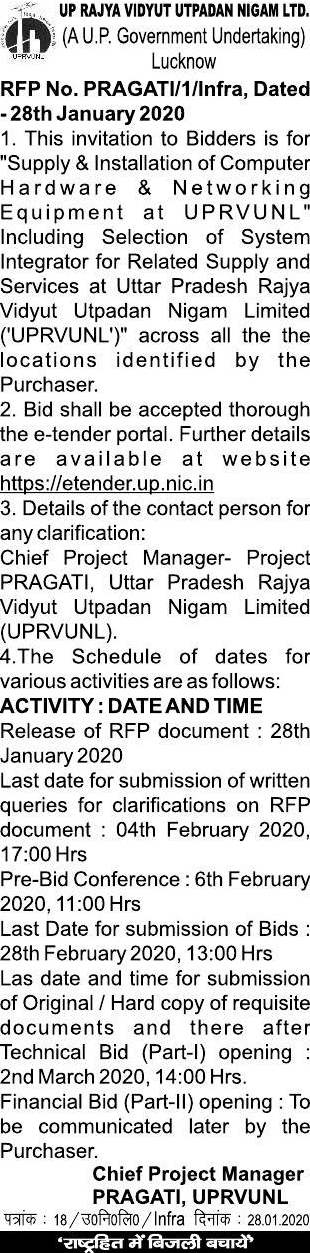 UP RAJYA VIDYUT UTPADAN NIGAM LTD.
(A U.P. Government Undertaking)
Lucknow
UPRVUNL
RFP No. PRAGATI/1/Infra, Dated
- 28th January 2020
1. This invitation to Bidders is for
"Supply & Installation of Computer
Hardware & Networking
Equipment at UPRVUNL"
Including Selection of System
Integrator for Related Supply and
Services at Uttar Pradesh Rajya
Vidyut Utpadan Nigam Limited
('UPRVUNL')" across all the the
locations identified by the
Purchaser.
2. Bid shall be accepted thorough
the e-tender portal. Further details
are available at website
https://etender.up.nic.in
3. Details of the contact person for
any clarification:
Chief Project Manager- Project
PRAGATI, Uttar Pradesh Rajya
Vidyut Utpadan Nigam Limited
(UPRVUNL).
4.The Schedule of dates for
various activities are as follows:
ACTIVITY : DATE AND TIME
Release of RFP document : 28th
January 2020
Last date for submission of written
queries for clarifications on RFP
document : 04th February 2020,
17:00 Hrs
Pre-Bid Conference : 6th February
2020, 11:00 Hrs
Last Date for submission of Bids :
28th February 2020, 13:00 Hrs
Las date and time for submission
of Original / Hard copy of requisite
documents and there after
Technical Bid (Part-I) opening :
2nd March 2020, 14:00 Hrs.
Financial Bid (Part-II) opening : To
be communicated later by the
Purchaser.
Chief Project Manager
PRAGATI, UPRVUNL
पत्रांक : 18/उ0नि0लि0/Infra दिनांक : 28.01.2020
'राष्ट्रहित में बिजली बचायें'